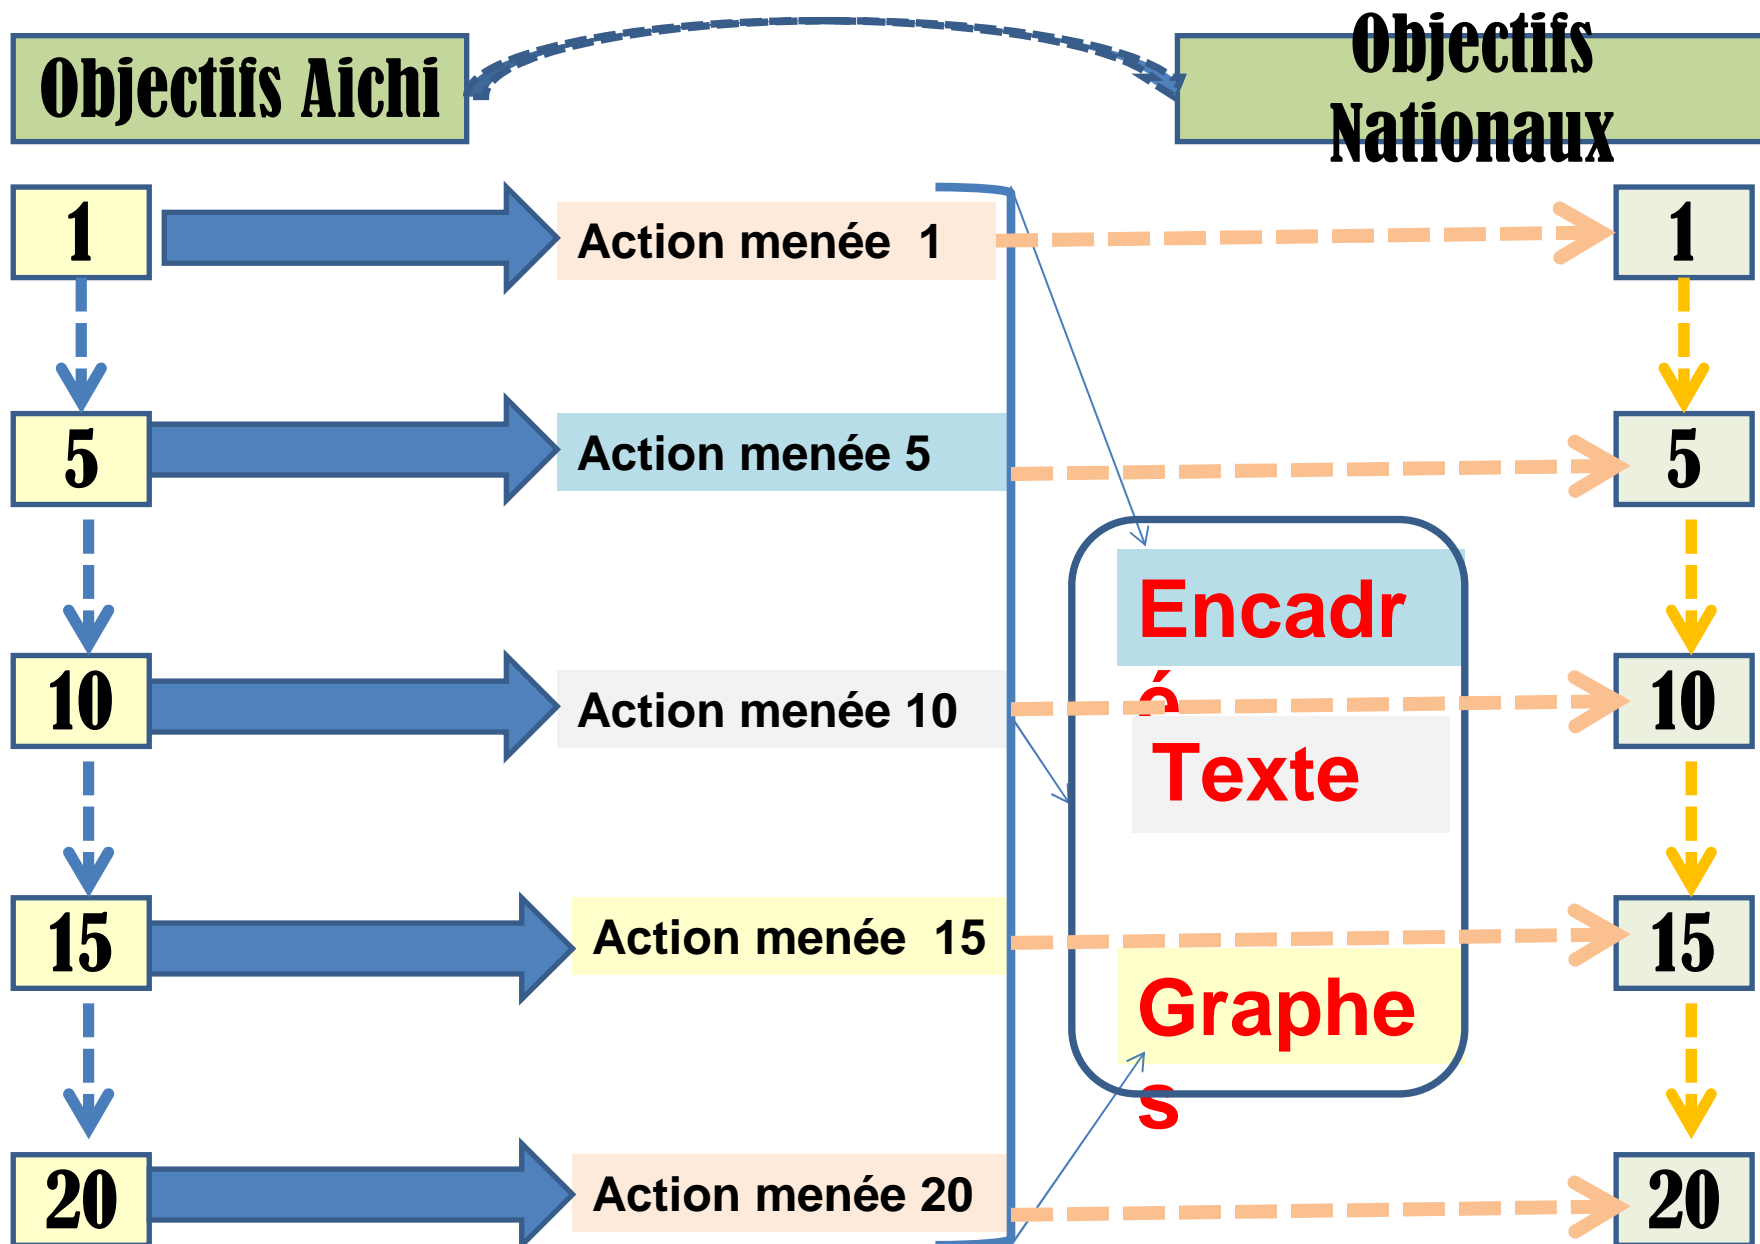 Objectifs Aichi
Objectifs
Nationaux
1
Action menée 1
1
5
Action menée 5
5
Encadr
é
10
Action menée 10
10
Texte
15
Action menée 15
15
Graphe
s
20
Action menée 20
20